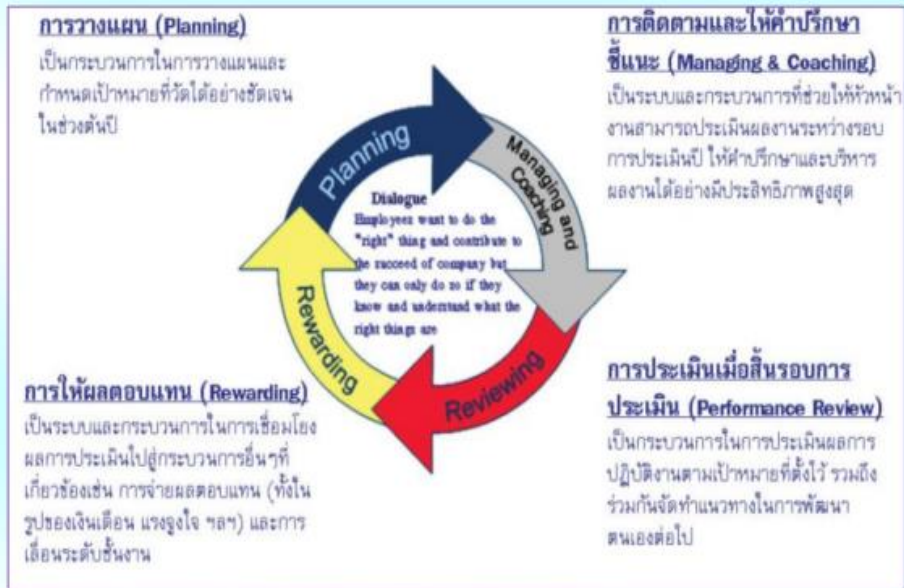 การวางแผน (Planning)
เป็นกระบวนการในการวางแผนและ
กำหนดเป้าหมายที่วัดได้อย่างชัดเจน
ในช่วงต้นปี
การติดตามและให้คำปรึกษา
ชี้แนะ (Managing & Coaching)
เป็นระบบและกระบวนการที่ช่วยให้หัวหน้า
งานสามารถประเมินผลงานระหว่างรอบ
การประเมินปี ให้คำปรึกษาและบริหาร
ผลงานได้อย่างมีประสิทธิภาพสูงสุด
Planning
Managing and
Coaching
Dialogue
Employees want to do the
"right" thing and contribute to
the succeed of company but
they can only do so if they
know and understand what the
right things are
Rewarding
Reviewing
การให้ผลตอบแทน (Rewarding)
เป็นระบบและกระบวนการในการเชื่อมโยง
ผลการประเมินไปสู่กระบวนการอื่นๆที่
เกี่ยวข้องเช่น การจ่ายผลตอบแทน (ทั้งใน
รูปของเงินเดือน แรงจูงใจ ฯลฯ) และการ
เลื่อนระดับชั้นงาน
การประเมินเมื่อสิ้นรอบการ
ประเมิน (Performance Review)
เป็นกระบวนการในการประเมินผลการ
ปฏิบัติงานตามเป้าหมายที่ตั้งไว้ รวมถึง
ร่วมกันจัดทำแนวทางในการพัฒนา
ตนเองต่อไป